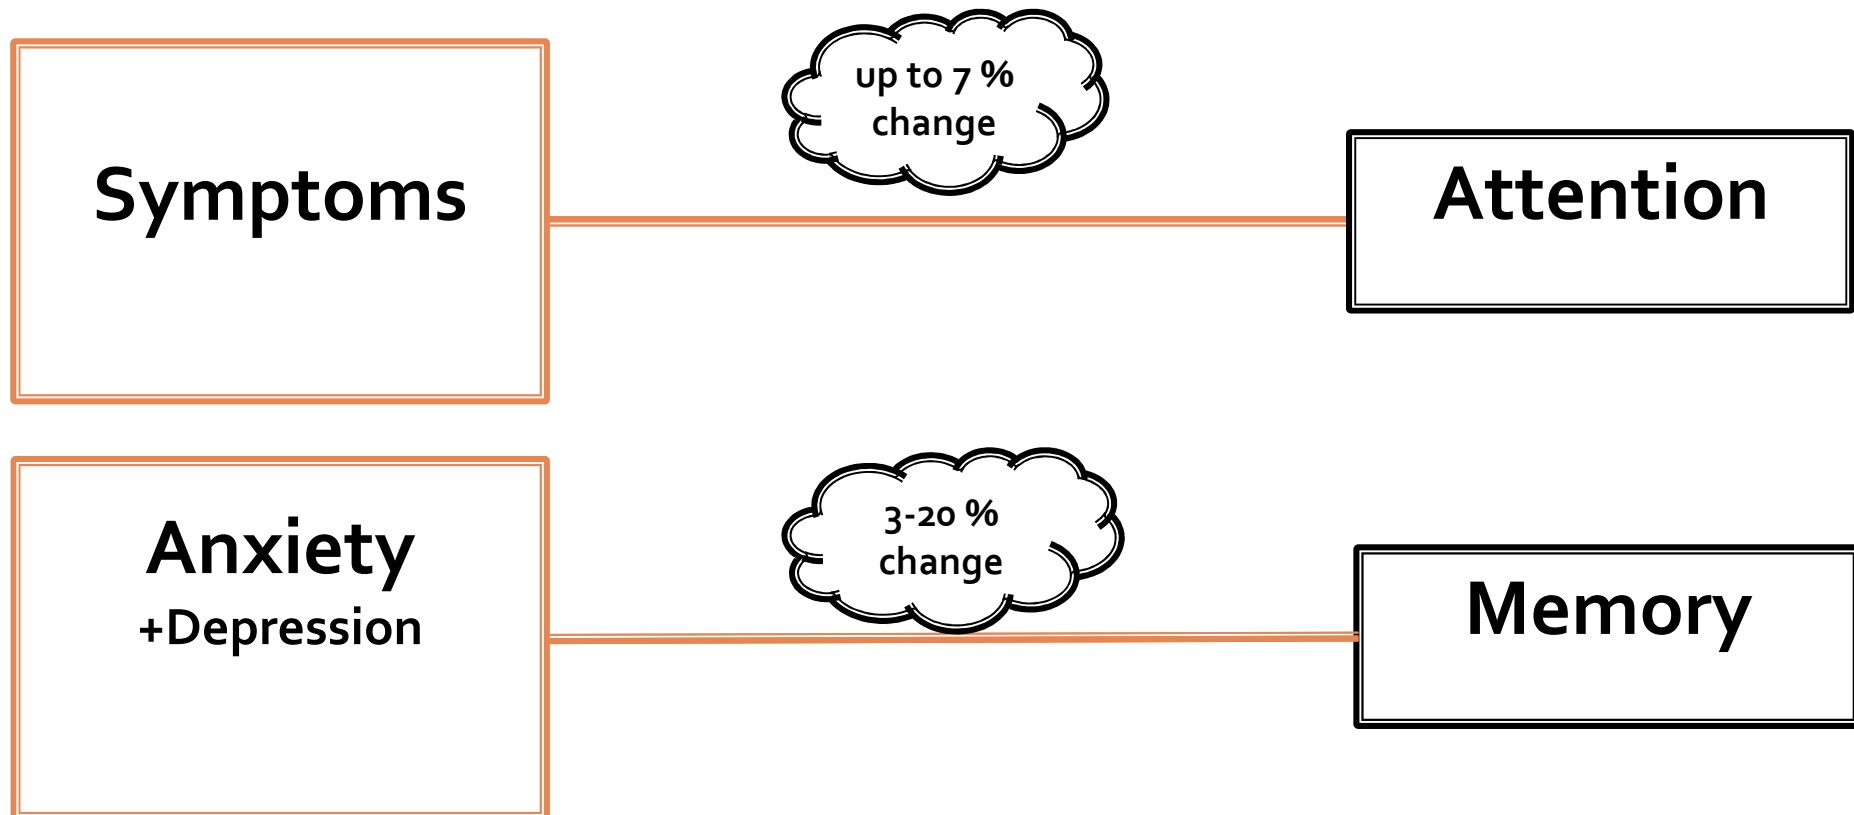 Symptoms
up to 7 %
change
Attention
Anxiety
+Depression
3-20 %
change
Memory